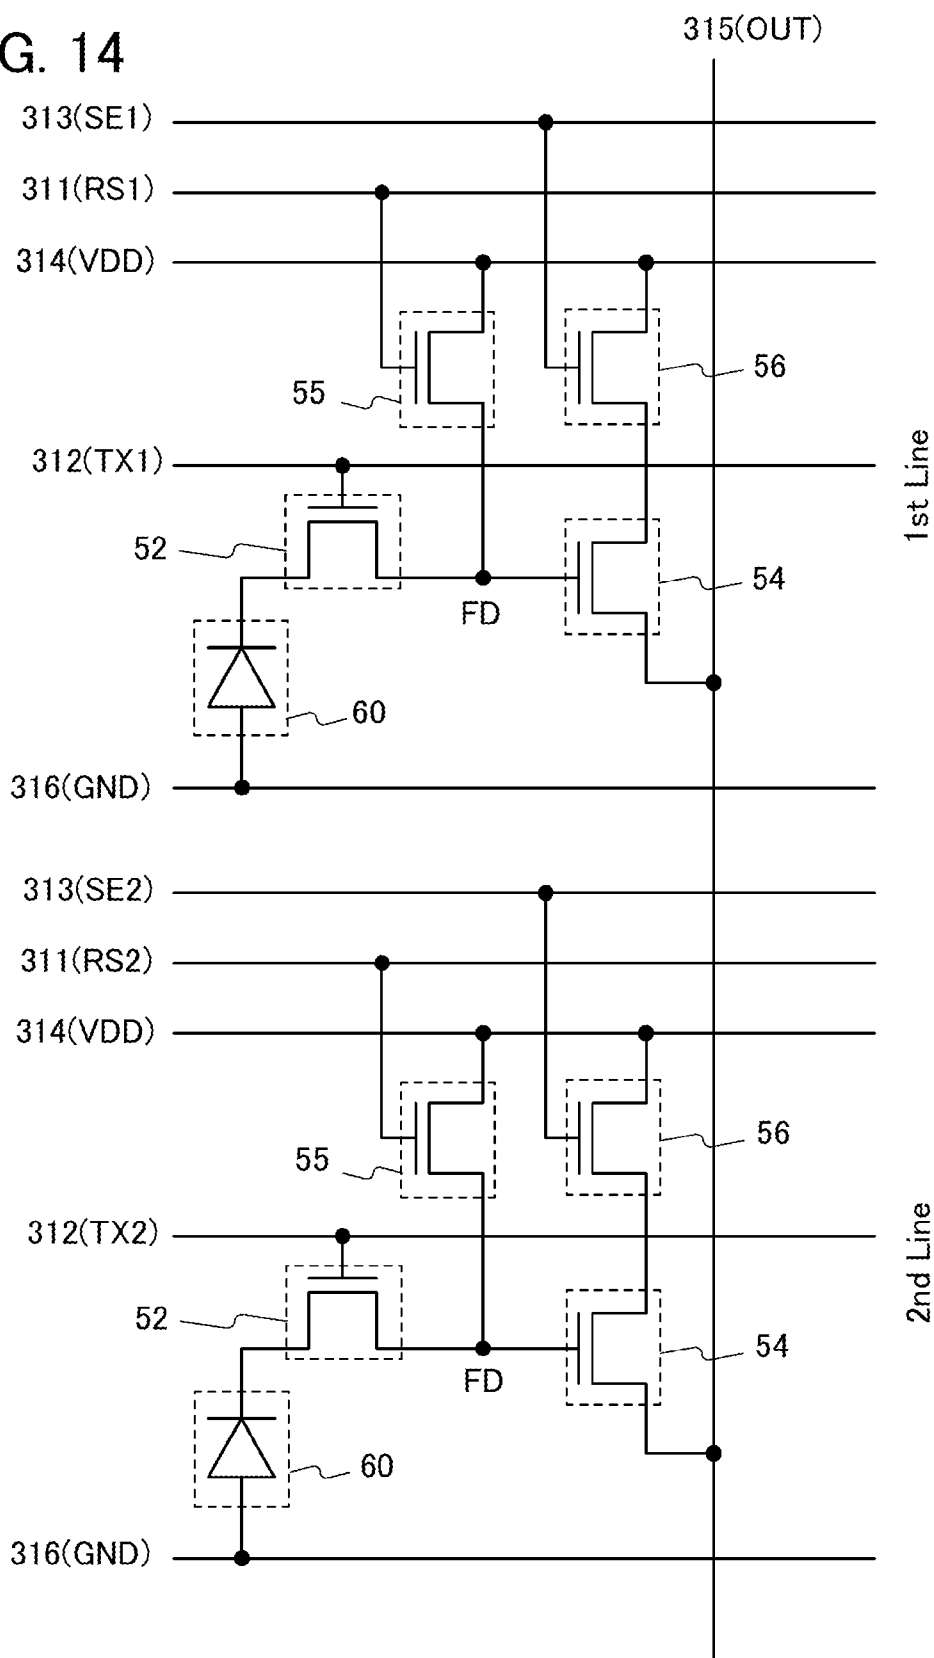 G. 14
315(OUT)
313(SE1)
311(RS1)
314(VDD)
55
56
312(TX1)
52
54
FD
60
316(GND)
1st Line
313(SE2)
311(RS2)
314(VDD)
55
56
312(TX2)
52
54
FD
60
316(GND)
2nd Line